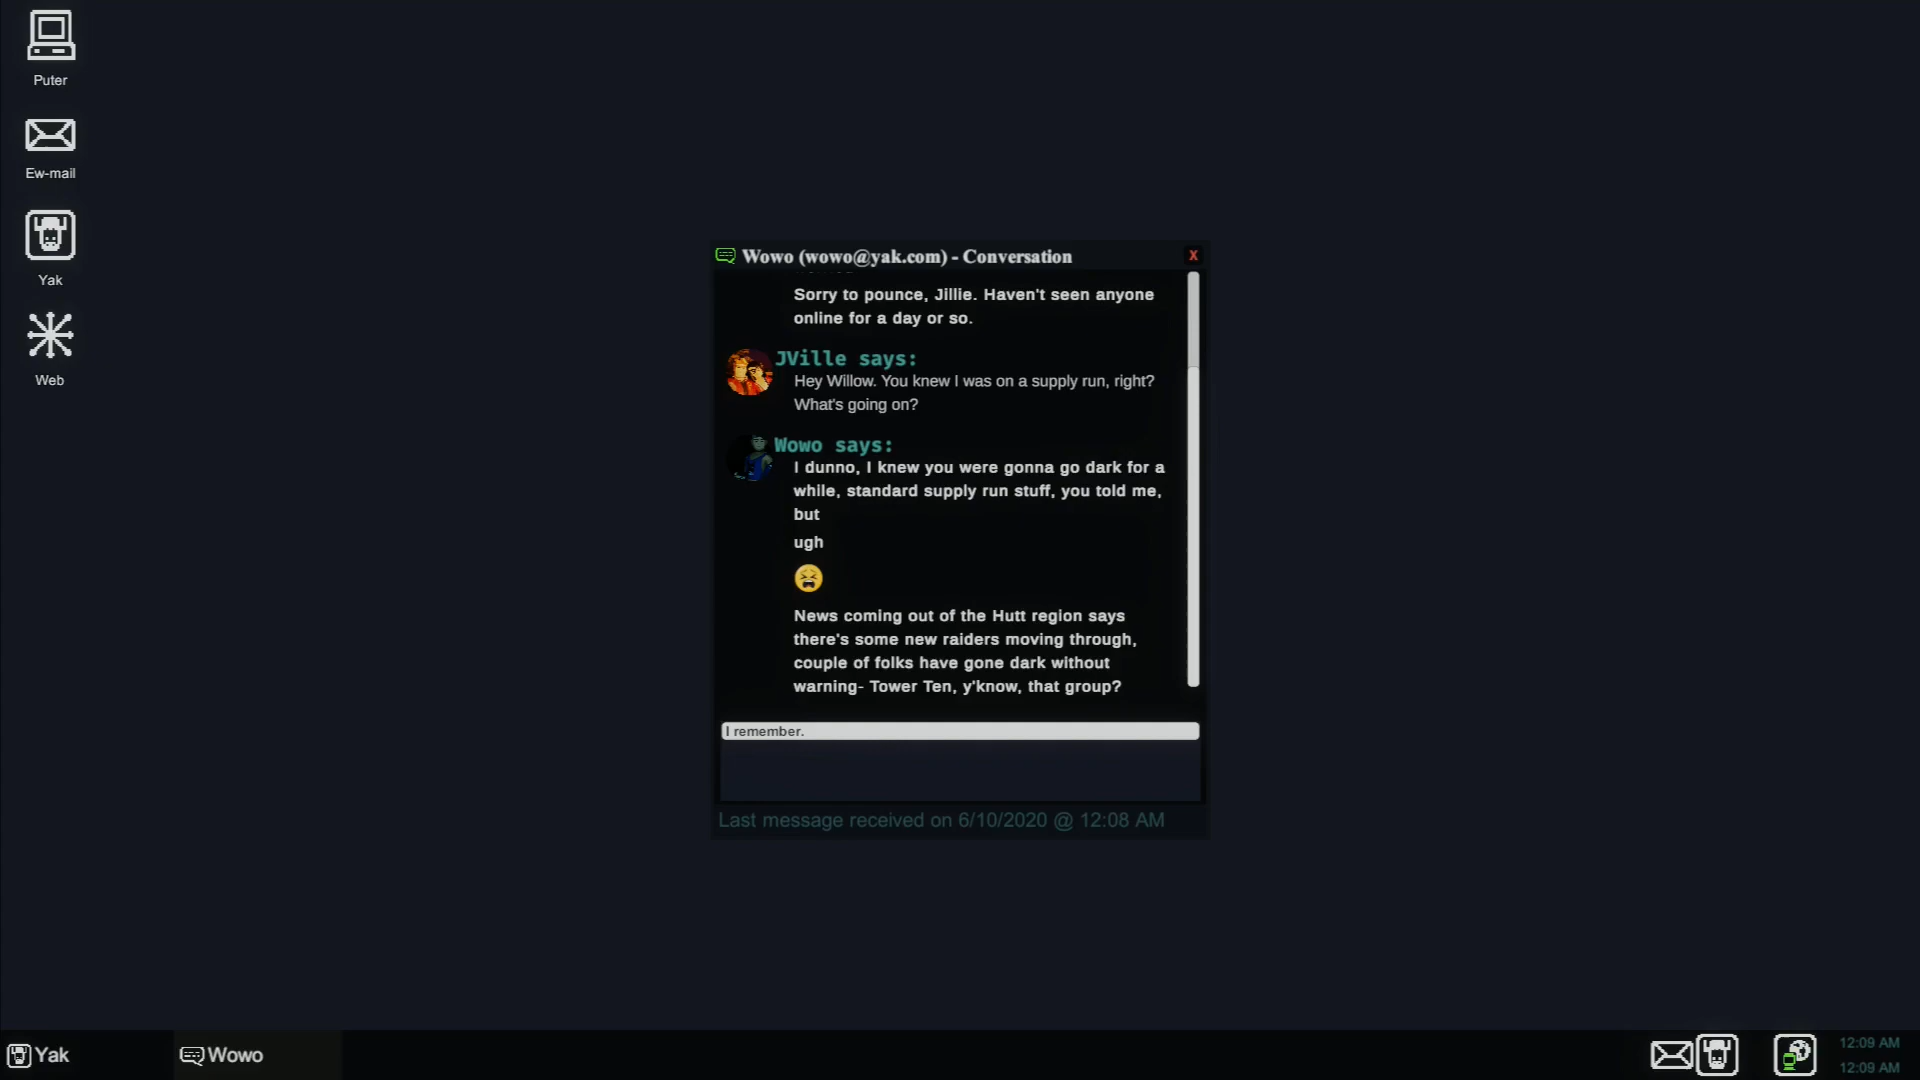 Puter
Ew-mail
Yak
Web
Wowo (wowo@yak.com) - Conversation
X
Sorry to pounce, Jillie. Haven't seen anyone
online for a day or so.
JVille says:
Hey Willow. You knew I was on a supply run, right?
What's going on?
Wowo says:
I dunno, I knew you were gonna go dark for a
while, standard supply run stuff, you told me,
but
ugh
News coming out of the Hutt region says
there's some new raiders moving through,
couple of folks have gone dark without
warning- Tower Ten, y'know, that group?
I remember.
Last message received on 6/10/2020 @ 12:08 AM
Yak
Wowo
12:09 AM
12:09 AM